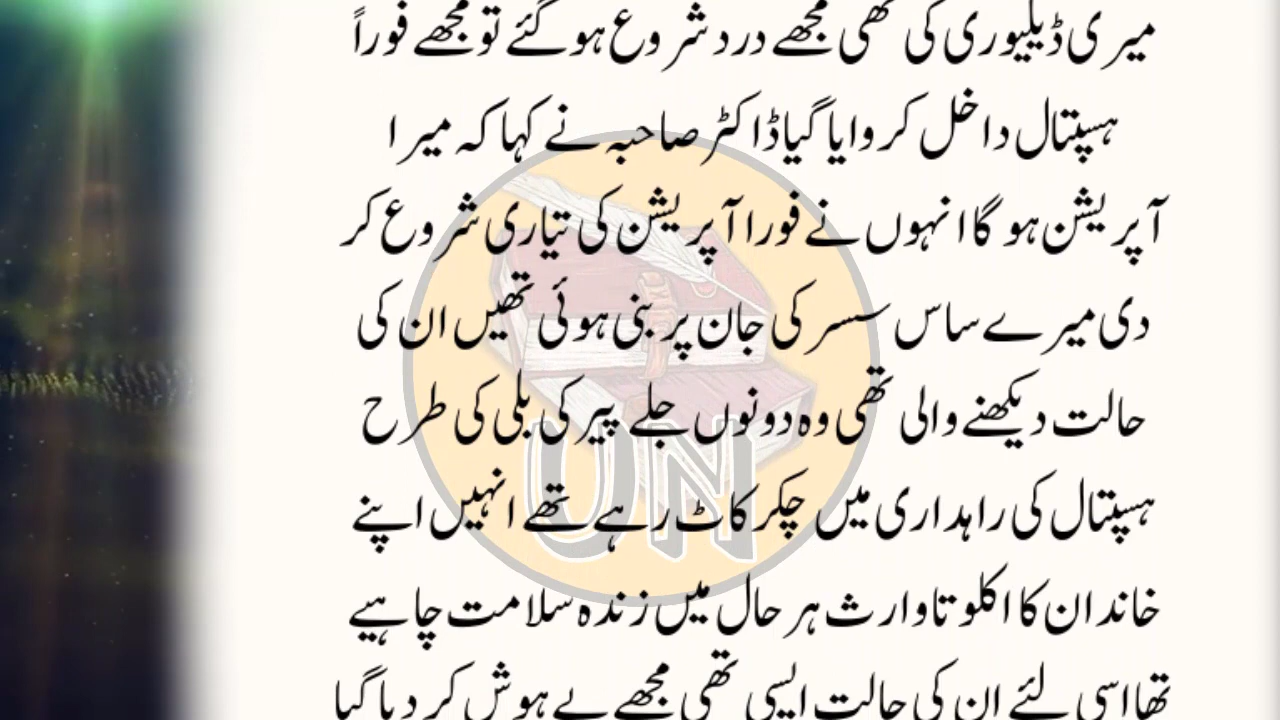 میری ڈیلیوری کی تھی مجھے درد شروع ہو گئے تو مجھے فوراً
ہسپتال داخل کروایا گیا ڈاکٹر صاحبہ نے کہا کہ میرا
آپریشن ہو گا انہوں نے فورا آپریشن کی تیاری شروع کر
دی میرے ساس سسر کی جان پر بنی ہوئی تھیں ان کی
حالت دیکھنے والی تھی وہ دونوں جلے پیر کی بلی کی طرح
ہسپتال کی راہداری میں چکر کاٹ رہے تھے انہیں اپنے
خاندان کا اکلوتا وارث ہر حال میں زندہ سلامت چاہیے
تھا اسی لئے ان کی حالت ایسی تھی مجھے بے ہوش کر دیا گیا
UN